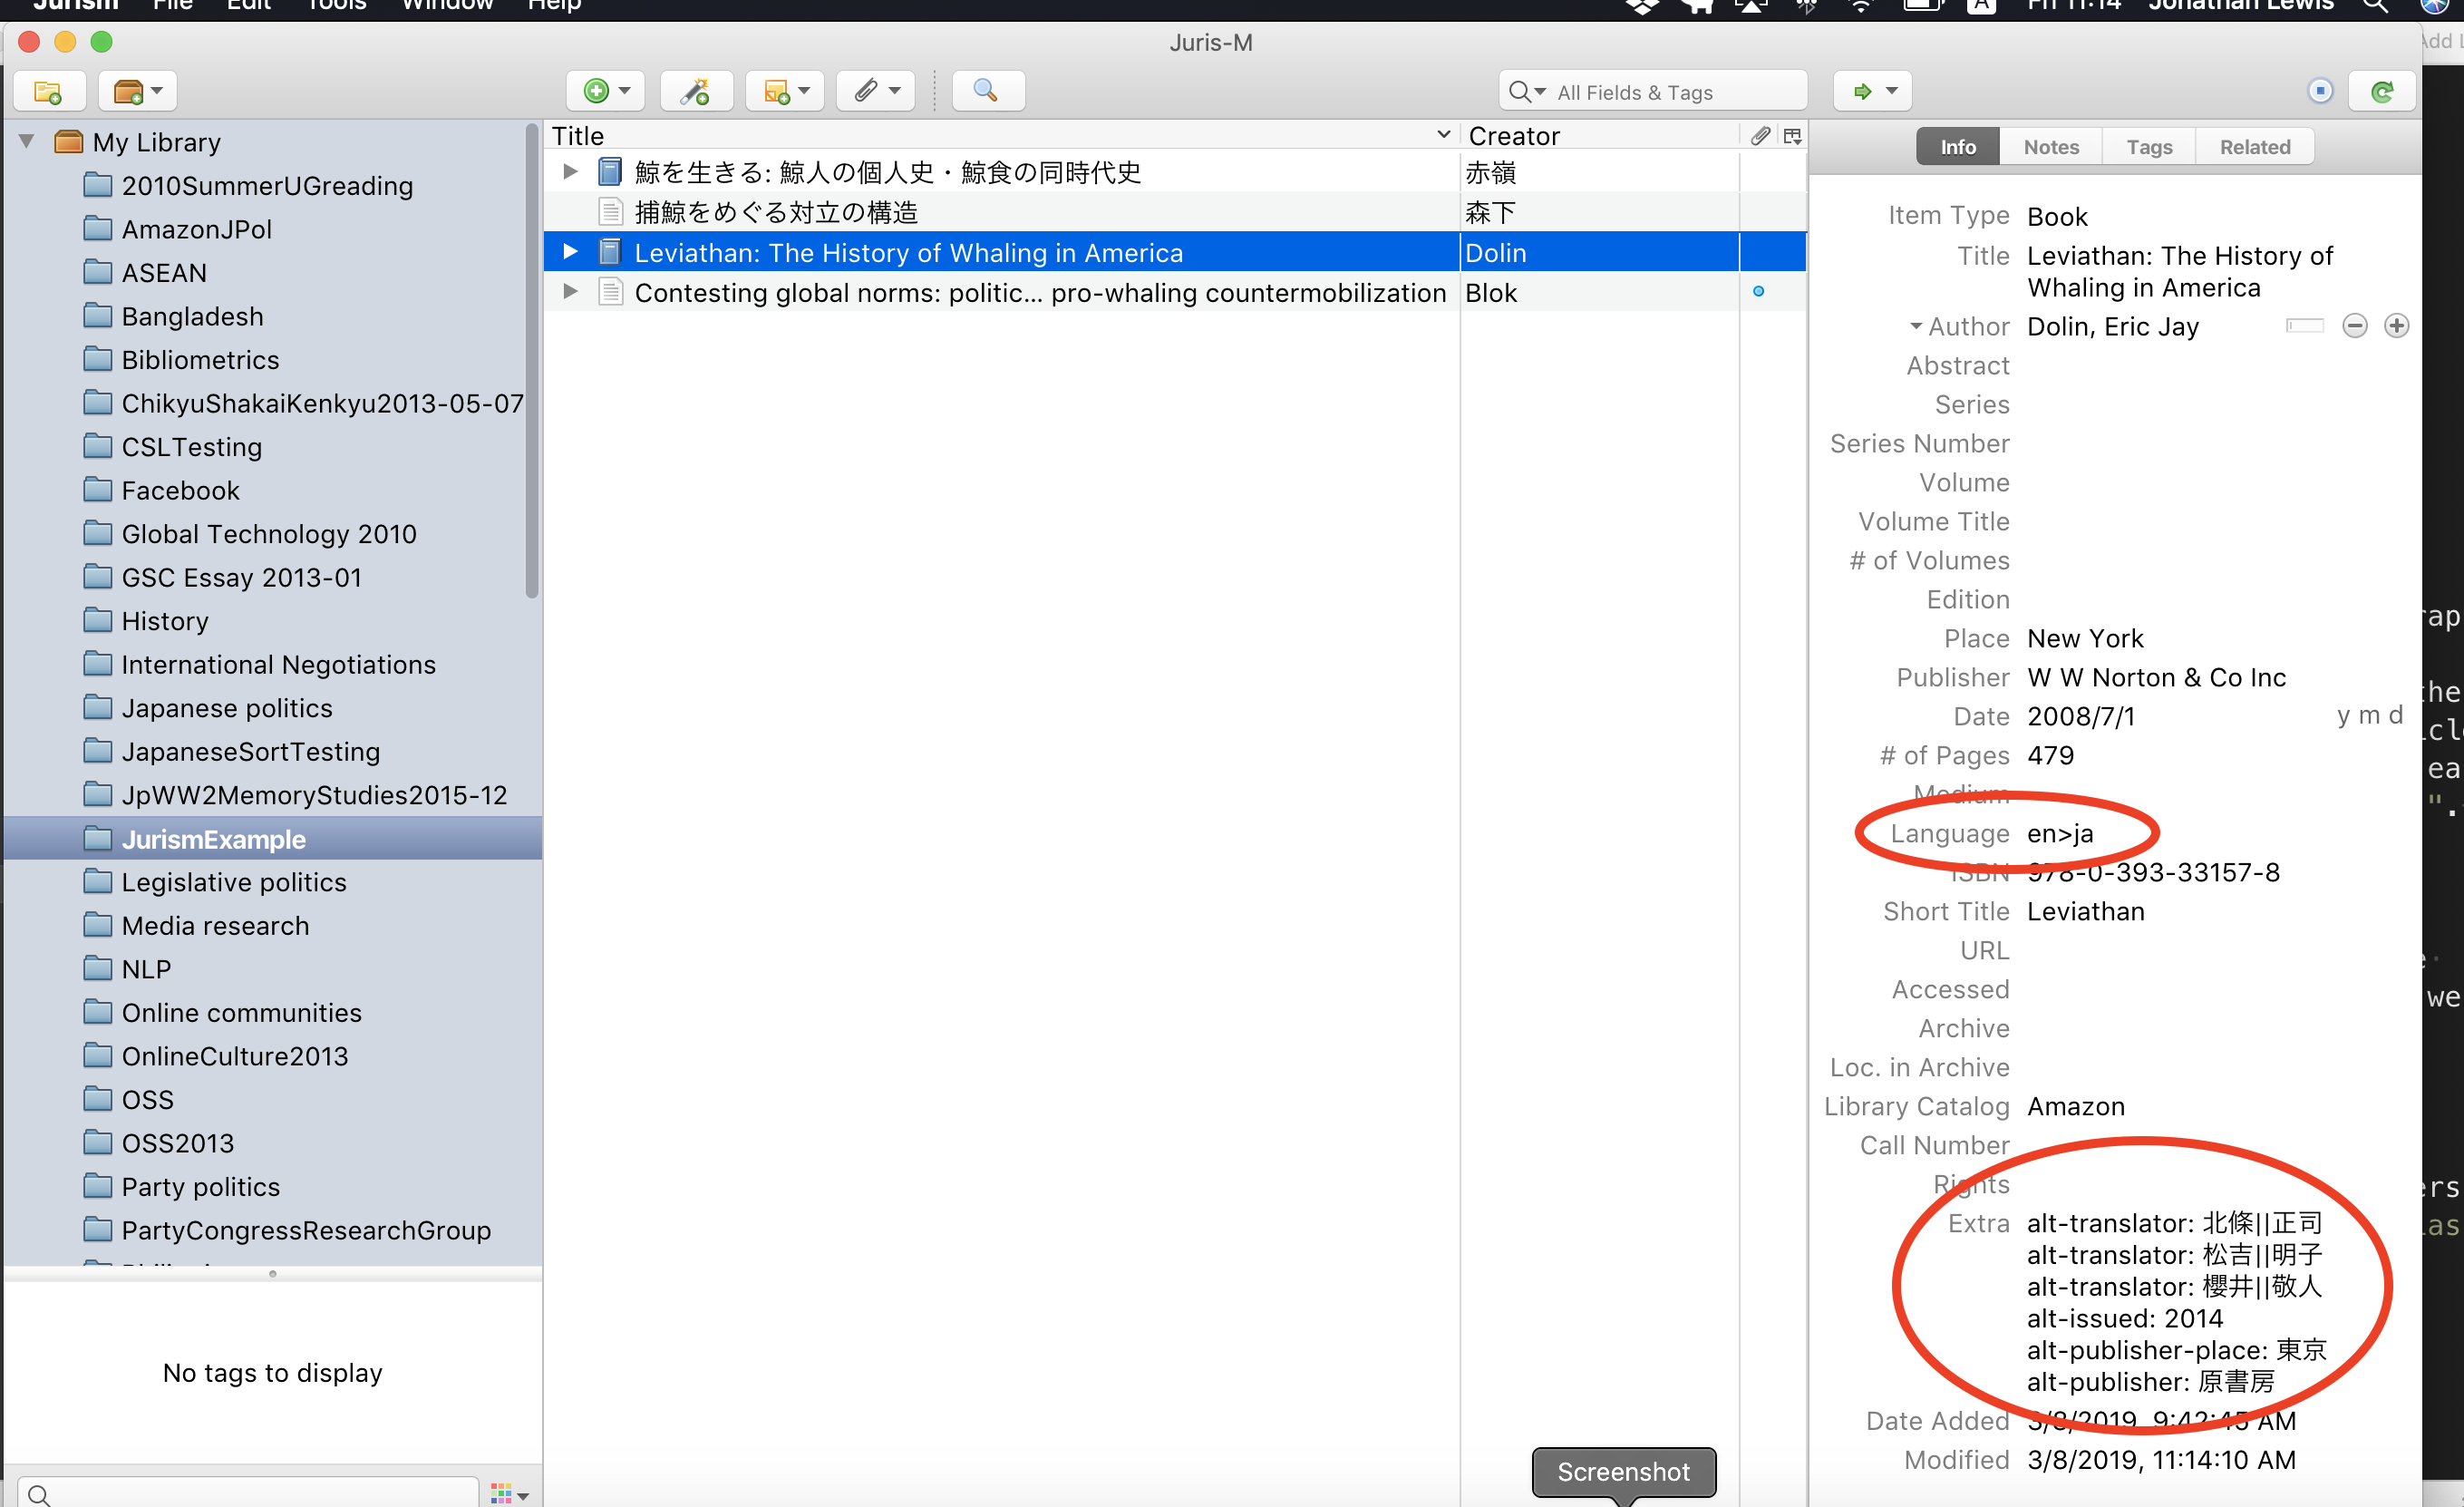 Jurism File Edit Tools Window Help Fri 11:14 Jonathan Lewis
Juris-M
All Fields & Tags
My Library
2010SummerUGreading
AmazonJPol
ASEAN
Bangladesh
Bibliometrics
ChikyuShakaiKenkyu2013-05-07
CSLTesting
Facebook
Global Technology 2010
GSC Essay 2013-01
History
International Negotiations
Japanese politics
JapaneseSortTesting
JpWW2MemoryStudies2015-12
JurismExample
Legislative politics
Media research
NLP
Online communities
OnlineCulture2013
OSS
OSS2013
Party politics
PartyCongressResearchGroup
No tags to display
Title Creator
鯨を生きる: 鯨人の個人史・鯨食の同時代史 赤嶺
捕鯨をめぐる対立の構造 森下
Leviathan: The History of Whaling in America Dolin
Contesting global norms: politic... pro-whaling countermobilization Blok
Info Notes Tags Related
Item Type Book
Title Leviathan: The History of
Whaling in America
Author Dolin, Eric Jay
Abstract
Series
Series Number
Volume
Volume Title
# of Volumes
Edition
Place New York
Publisher W W Norton & Co Inc
Date 2008/7/1 y m d
# of Pages 479
Medium
Language en>ja
ISBN 978-0-393-33157-8
Short Title Leviathan
URL
Accessed
Archive
Loc. in Archive
Library Catalog Amazon
Call Number
Rights
Extra alt-translator: 北條||正司
alt-translator: 松吉||明子
alt-translator: 櫻井||敬人
alt-issued: 2014
alt-publisher-place: 東京
alt-publisher: 原書房
Date Added 3/8/2019, 9:42:45 AM
Modified 3/8/2019, 11:14:10 AM
Screenshot